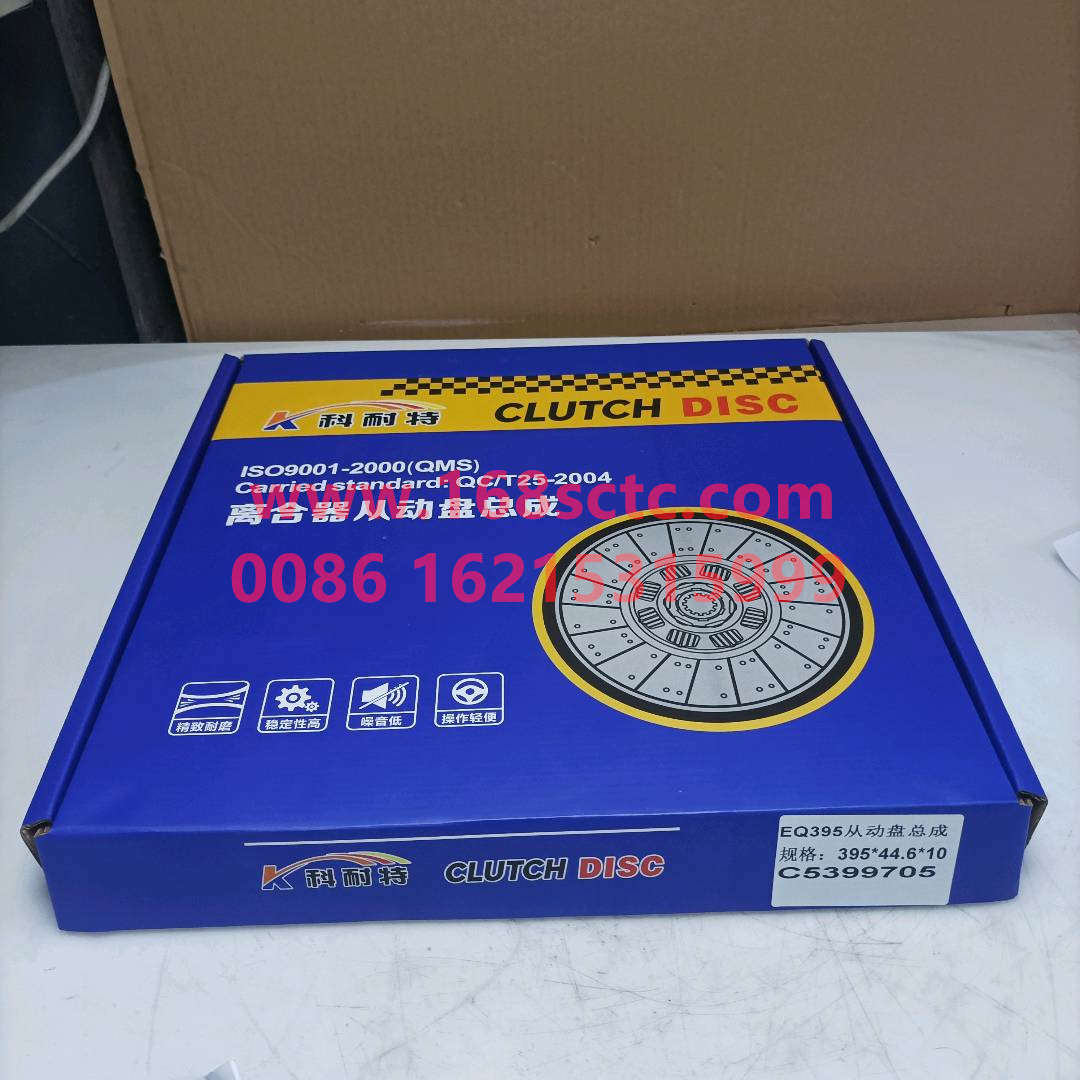 科耐特 CLUTCH DISC
ISO9001-2000(QMS)
Carried standard: QC/T25-2004
www.168sctc.com
离合器从动盘总成
0086 16215315999
精致耐磨 稳定性高 噪音低 操作轻便
科耐特 CLUTCH DISC
EQ395从动盘总成
规格：395*44.6*10
C5399705